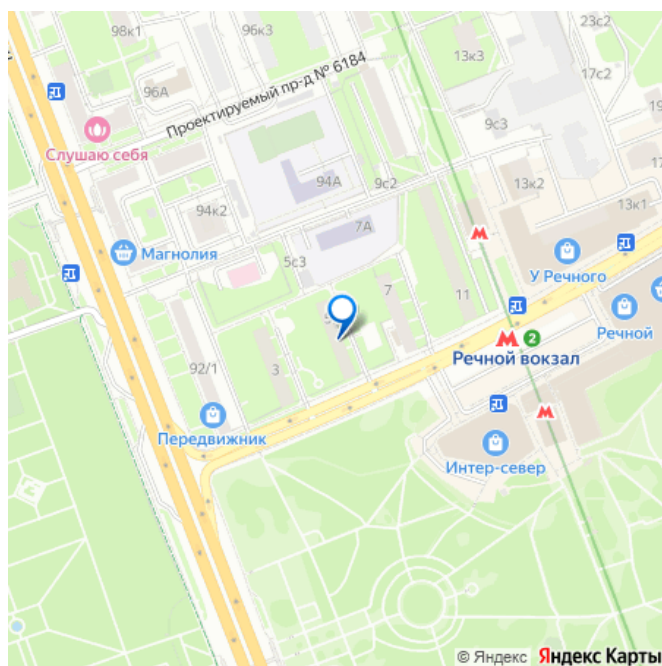 98к1
96к3
23с2
13к3
17с2
96А
Проектируемый пр-д № 6184
9с3
Слушаю себя
94А
9с2
13к2
94к2
13к1
7А
Магнолия
У Речного
5с3
7
11
Речной
2
Речной вокзал
3
92/1
Передвижник
Интер-север
© Яндекс Яндекс Карты